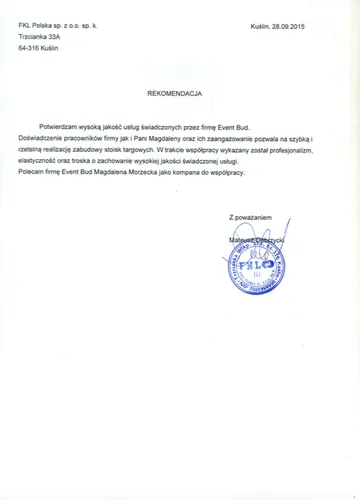 FKL Polska sp. z o.o. sp. k.
Kuślin, 28.09.2015
Trzcianka 33A
64-316 Kuślin
REKOMENDACJA
Potwierdzam wysoką jakość usług świadczonych przez firmę Event Bud.
Doświadczenie pracowników firmy jak i Pani Magdaleny oraz ich zaangażowanie pozwala na szybką i
rzetelną realizację zabudowy stoisk targowych. W trakcie współpracy wykazany został profesjonalizm,
elastyczność oraz troska o zachowanie wysokiej jakości świadczonej usługi.
Polecam firmę Event Bud Magdalena Morzecka jako kompana do współpracy.
Z poważaniem
Mateusz
FKL